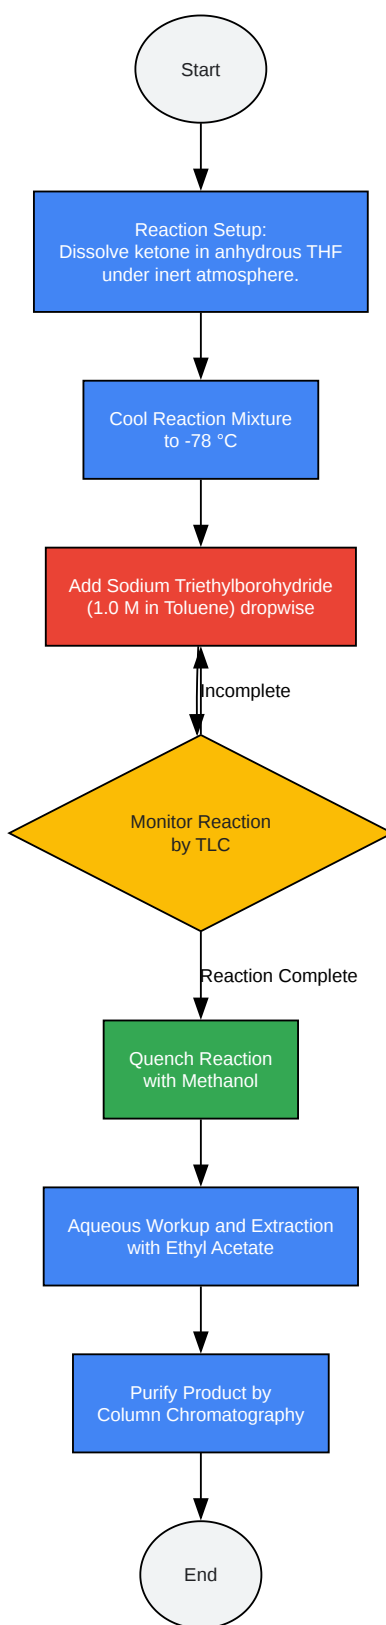 Start
Reaction Setup:
Dissolve ketone in anhydrous THF
under inert atmosphere.
Cool Reaction Mixture
to -78 °C
Add Sodium Triethylborohydride
(1.0 M in Toluene) dropwise
Incomplete
Monitor Reaction
by TLC
Reaction Complete
Quench Reaction
with Methanol
Aqueous Workup and Extraction
with Ethyl Acetate
Purify Product by
Column Chromatography
End